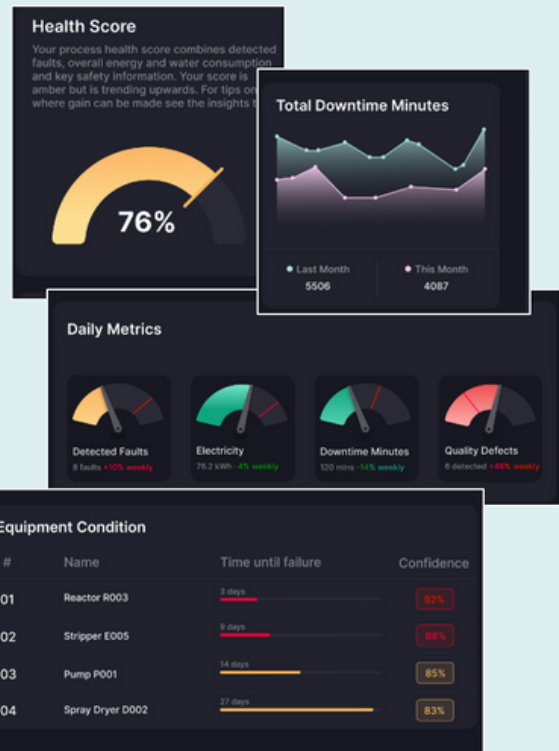 Health Score
Your process health score combines detected
faults, overall energy and water consumption
and key safety information. Your score is
amber but is trending upwards. For tips on
where gain can be made see the insights
76%
Total Downtime Minutes
Last Month
5506
This Month
4087
Daily Metrics
Detected Faults
8 faults +10% weekly
Electricity
76.2 kWh -4% weekly
Downtime Minutes
120 mins -14% weekly
Quality Defects
6 detected +48% weekly
Equipment Condition
# Name Time until failure Confidence
01 Reactor R003 3 days 92%
02 Stripper E005 8 days 88%
03 Pump P001 14 days 85%
04 Spray Dryer D002 27 days 83%